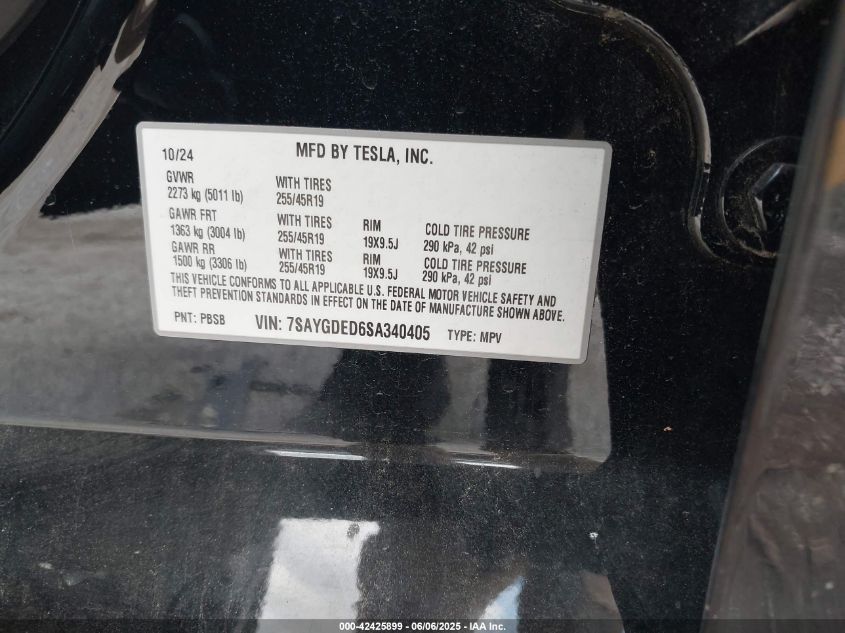 10/24 MFD BY TESLA, INC.
GVWR
2273 kg (5011 lb) WITH TIRES 255/45R19
GAWR FRT
1363 kg (3004 lb) WITH TIRES 255/45R19 RIM 19X9.5J COLD TIRE PRESSURE 290 kPa, 42 psi
GAWR RR
1500 kg (3306 lb) WITH TIRES 255/45R19 RIM 19X9.5J COLD TIRE PRESSURE 290 kPa, 42 psi
THIS VEHICLE CONFORMS TO ALL APPLICABLE U.S. FEDERAL MOTOR VEHICLE SAFETY AND
THEFT PREVENTION STANDARDS IN EFFECT ON THE DATE OF MANUFACTURE SHOWN ABOVE.
PNT: PBSB VIN: 7SAYGDED6SA340405 TYPE: MPV
000-42425899 - 06/06/2025 - IAA Inc.